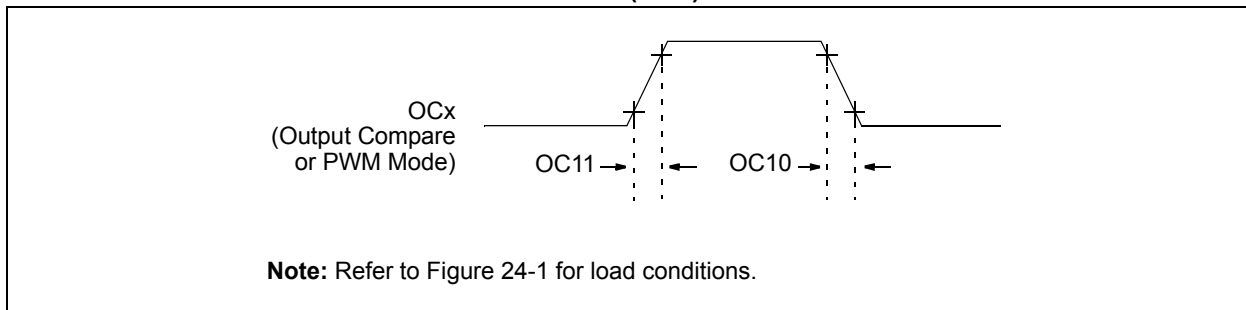 OCx
(Output Compare
or PWM Mode)
OC11
OC10
Note: Refer to Figure 24-1 for load conditions.